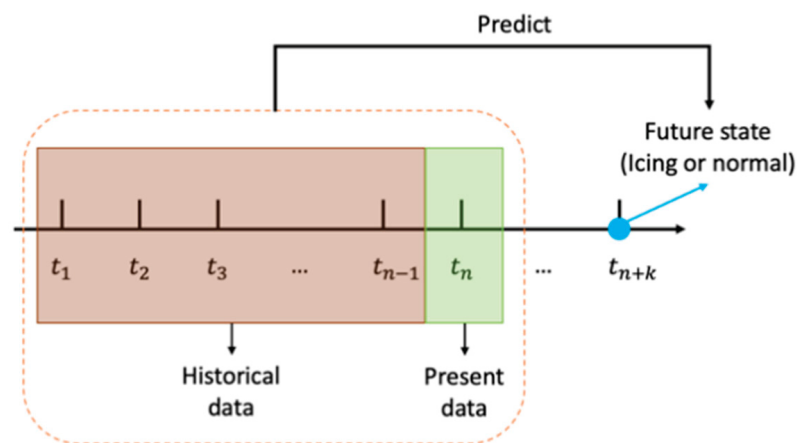 Predict
Future state
(Icing or normal)
t₁ t₂ t₃ ... tₙ₋₁ tₙ ... tₙ₊ₖ
Historical
data
Present
data